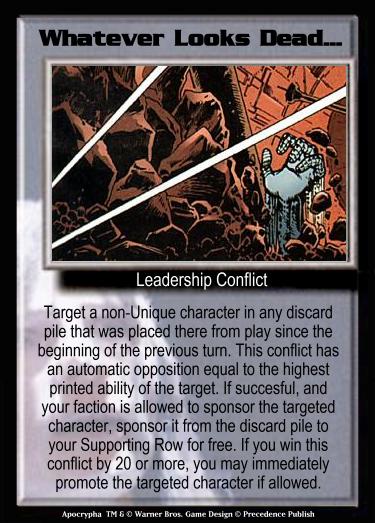 Whatever Looks Dead...
Leadership Conflict
Target a non-Unique character in any discard
pile that was placed there from play since the
beginning of the previous turn. This conflict has
an automatic opposition equal to the highest
printed ability of the target. If succesful, and
your faction is allowed to sponsor the targeted
character, sponsor it from the discard pile to
your Supporting Row for free. If you win this
conflict by 20 or more, you may immediately
promote the targeted character if allowed.
Apocrypha TM & © Warner Bros. Game Design © Precedence Publish